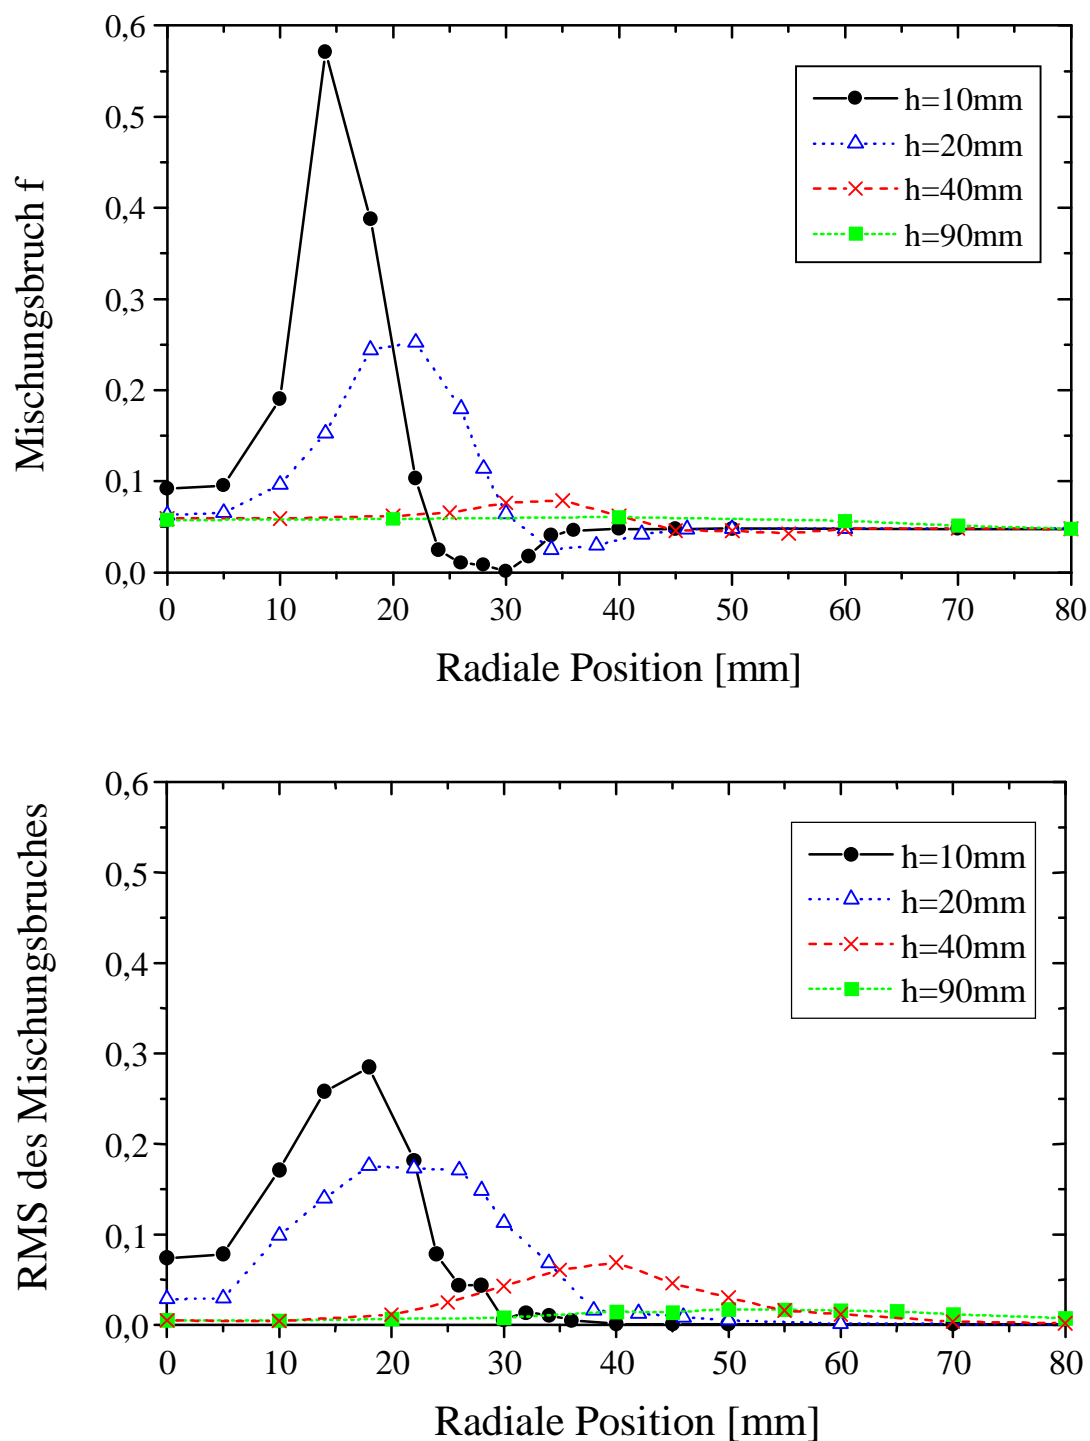 Mischungsbruch f
0,6
0,5
0,4
0,3
0,2
0,1
0,0
h=10mm
h=20mm
h=40mm
h=90mm
0 10 20 30 40 50 60 70 80
Radiale Position [mm]
RMS des Mischungsbruches
0,6
0,5
0,4
0,3
0,2
0,1
0,0
h=10mm
h=20mm
h=40mm
h=90mm
0 10 20 30 40 50 60 70 80
Radiale Position [mm]